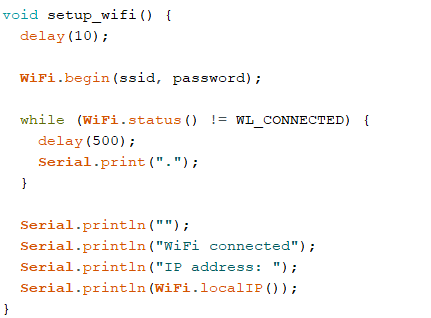 void setup_wifi() {
  delay(10);

  WiFi.begin(ssid, password);

  while (WiFi.status() != WL_CONNECTED) {
    delay(500);
    Serial.print(".");
  }

  Serial.println("");
  Serial.println("WiFi connected");
  Serial.println("IP address: ");
  Serial.println(WiFi.localIP());
}